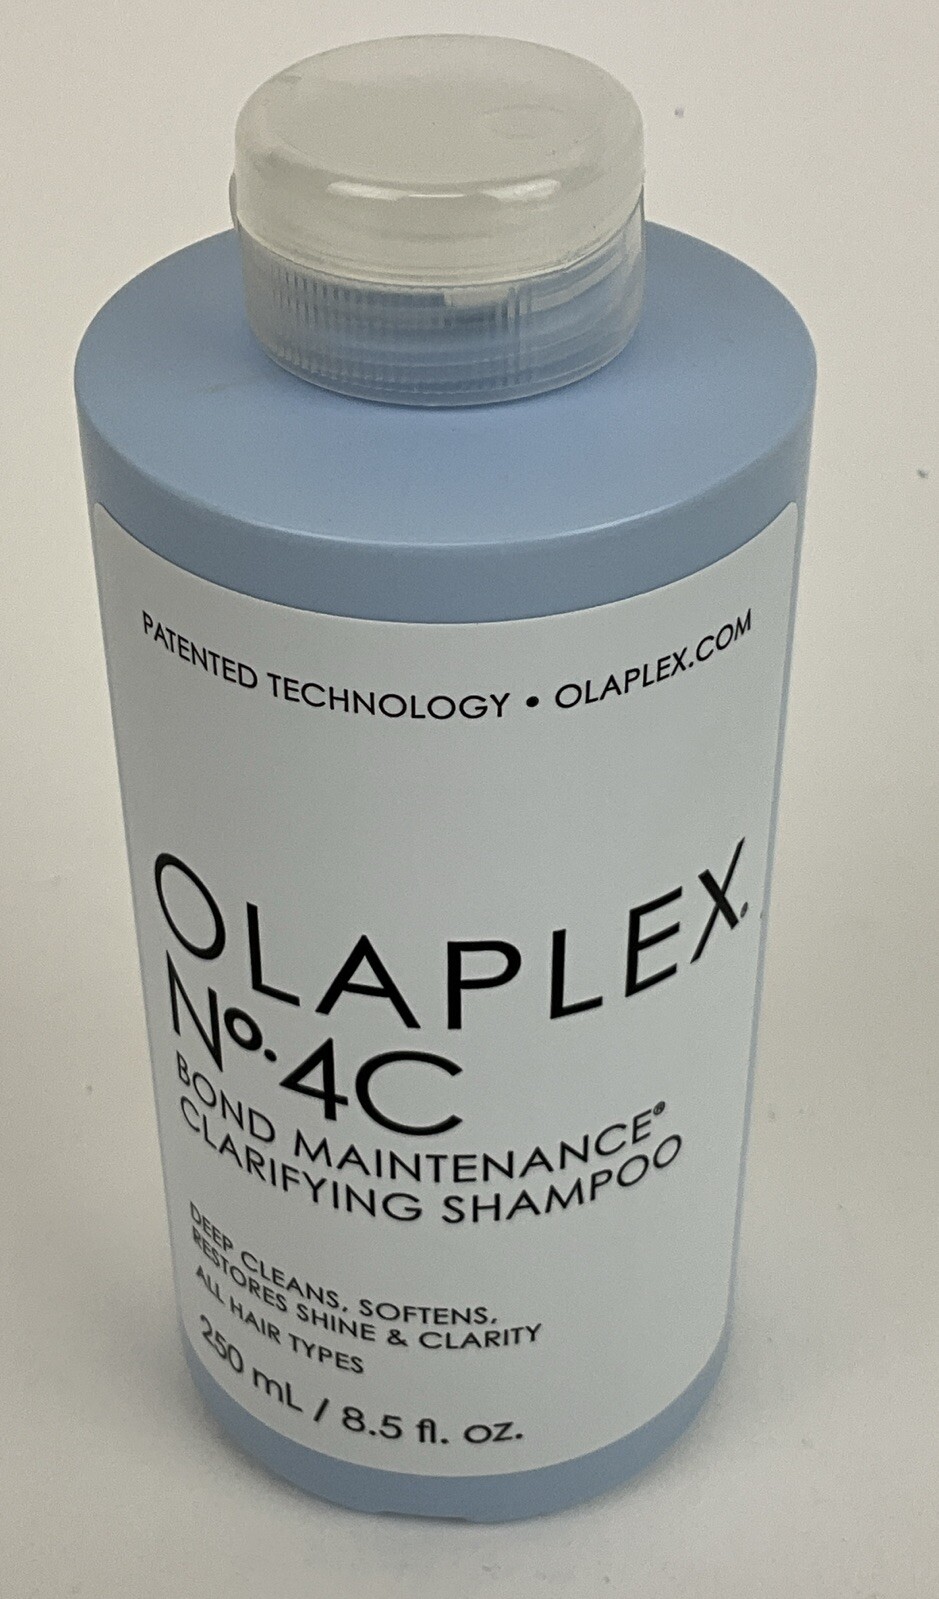 PATENTED TECHNOLOGY • OLAPLEX.COM
OLAPLEX.
No.4C
BOND MAINTENANCE®
CLARIFYING SHAMPOO
DEEP CLEANS, SOFTENS,
RESTORES SHINE & CLARITY
ALL HAIR TYPES
250 mL / 8.5 fl. oz.